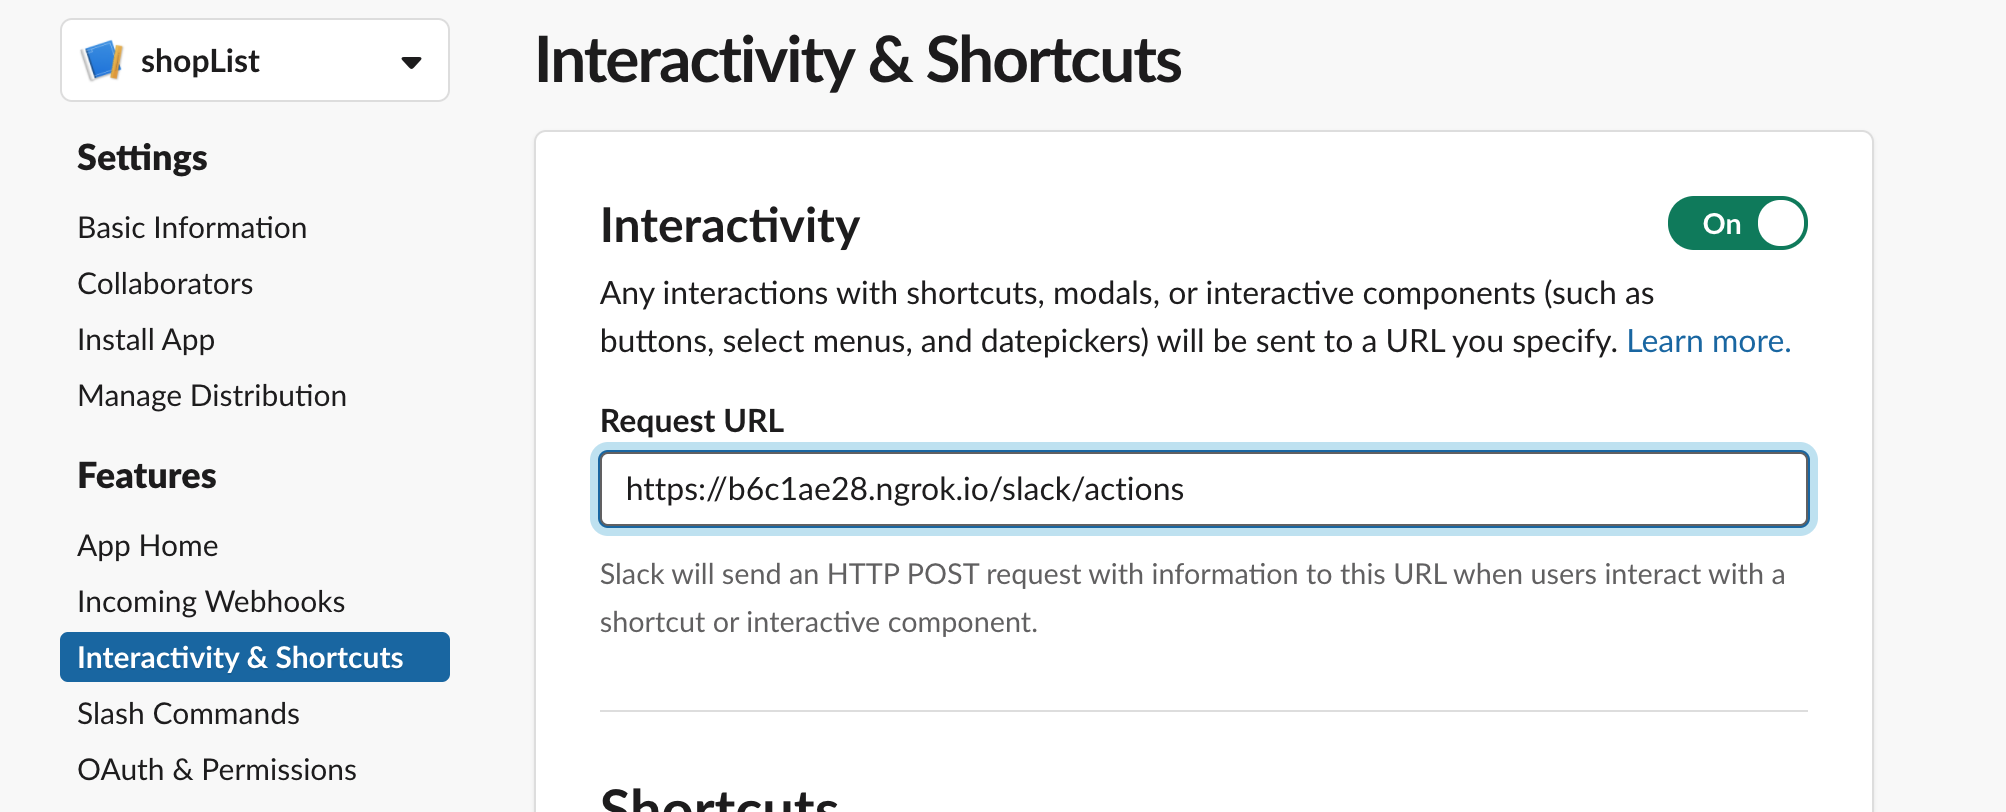 shopList
Settings
Basic Information
Collaborators
Install App
Manage Distribution
Features
App Home
Incoming Webhooks
Interactivity & Shortcuts
Slash Commands
OAuth & Permissions
Interactivity & Shortcuts
Interactivity
On
Any interactions with shortcuts, modals, or interactive components (such as
buttons, select menus, and datepickers) will be sent to a URL you specify. Learn more.
Request URL
https://b6c1ae28.ngrok.io/slack/actions
Slack will send an HTTP POST request with information to this URL when users interact with a
shortcut or interactive component.
Shortcuts